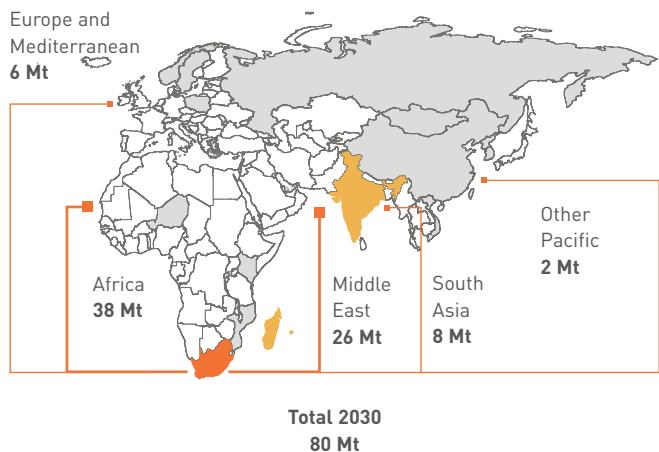 Europe and
Mediterranean
6 Mt
Africa
38 Mt
Middle
East
26 Mt
South
Asia
8 Mt
Other
Pacific
2 Mt
Total 2030
80 Mt